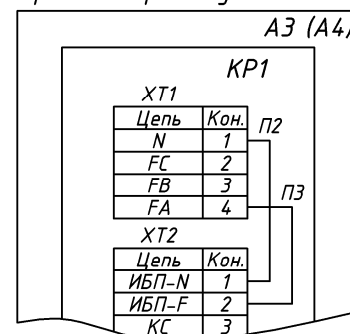 А3 (А4)
КР1
ХТ1
Цепь Кон.
N 1
FC 2
FB 3
FA 4
П2
П3
ХТ2
Цепь Кон.
ИБП-N 1
ИБП-F 2
КС 3